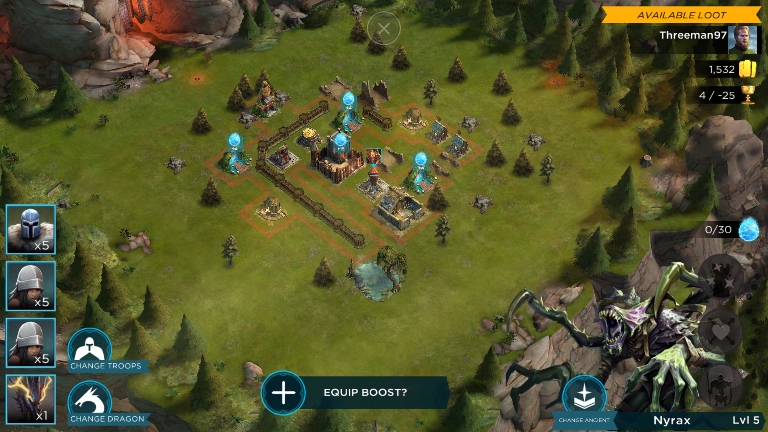 AVAILABLE LOOT
Threeman97
1,532
4 / -25
0/30
x5
x5
x5
x1
CHANGE TROOPS
CHANGE DRAGON
EQUIP BOOST?
CHANGE ANCIENT
Nyrax Lvl 5